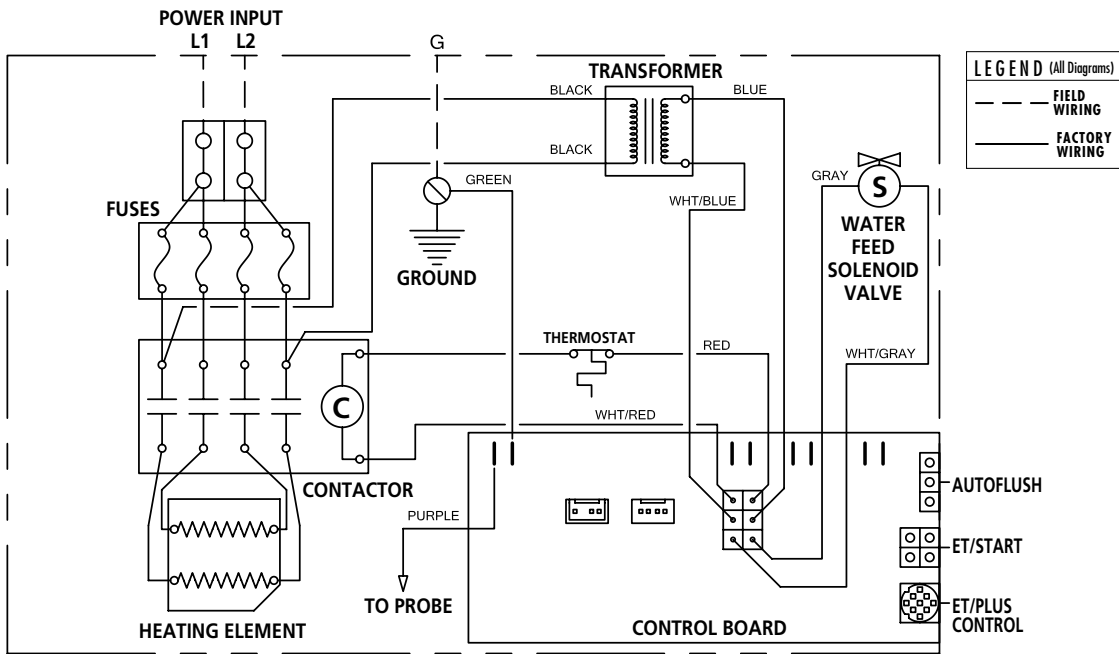 POWER INPUT
L1 L2
G
TRANSFORMER
BLACK
BLUE
LEGEND (All Diagrams)
FIELD
WIRING
FACTORY
WIRING
BLACK
GREEN
GRAY
S
WHT/BLUE
FUSES
WATER
FEED
SOLENOID
VALVE
GROUND
THERMOSTAT
RED
WHT/GRAY
C
WHT/RED
CONTACTOR
AUTOFLUSH
PURPLE
ET/START
TO PROBE
ET/PLUS
CONTROL
HEATING ELEMENT
CONTROL BOARD